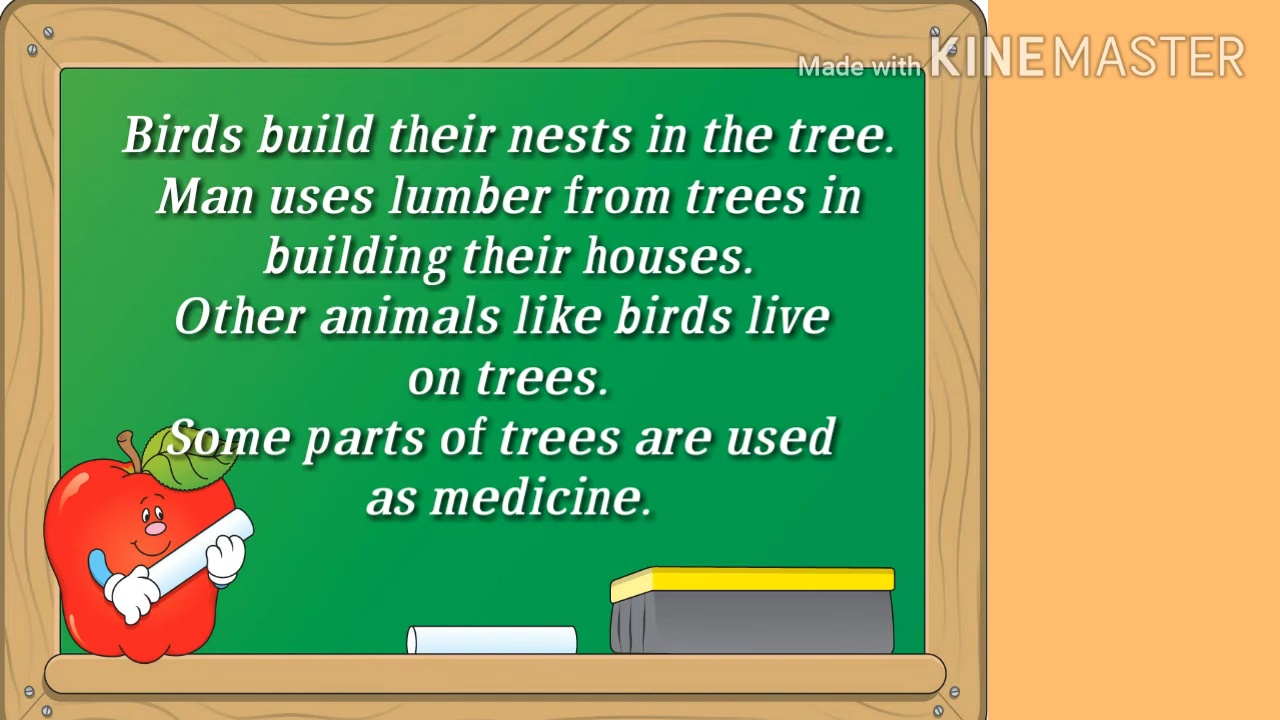 Made with KINEMASTER
Birds build their nests in the tree.
Man uses lumber from trees in
building their houses.
Other animals like birds live
on trees.
Some parts of trees are used
as medicine.